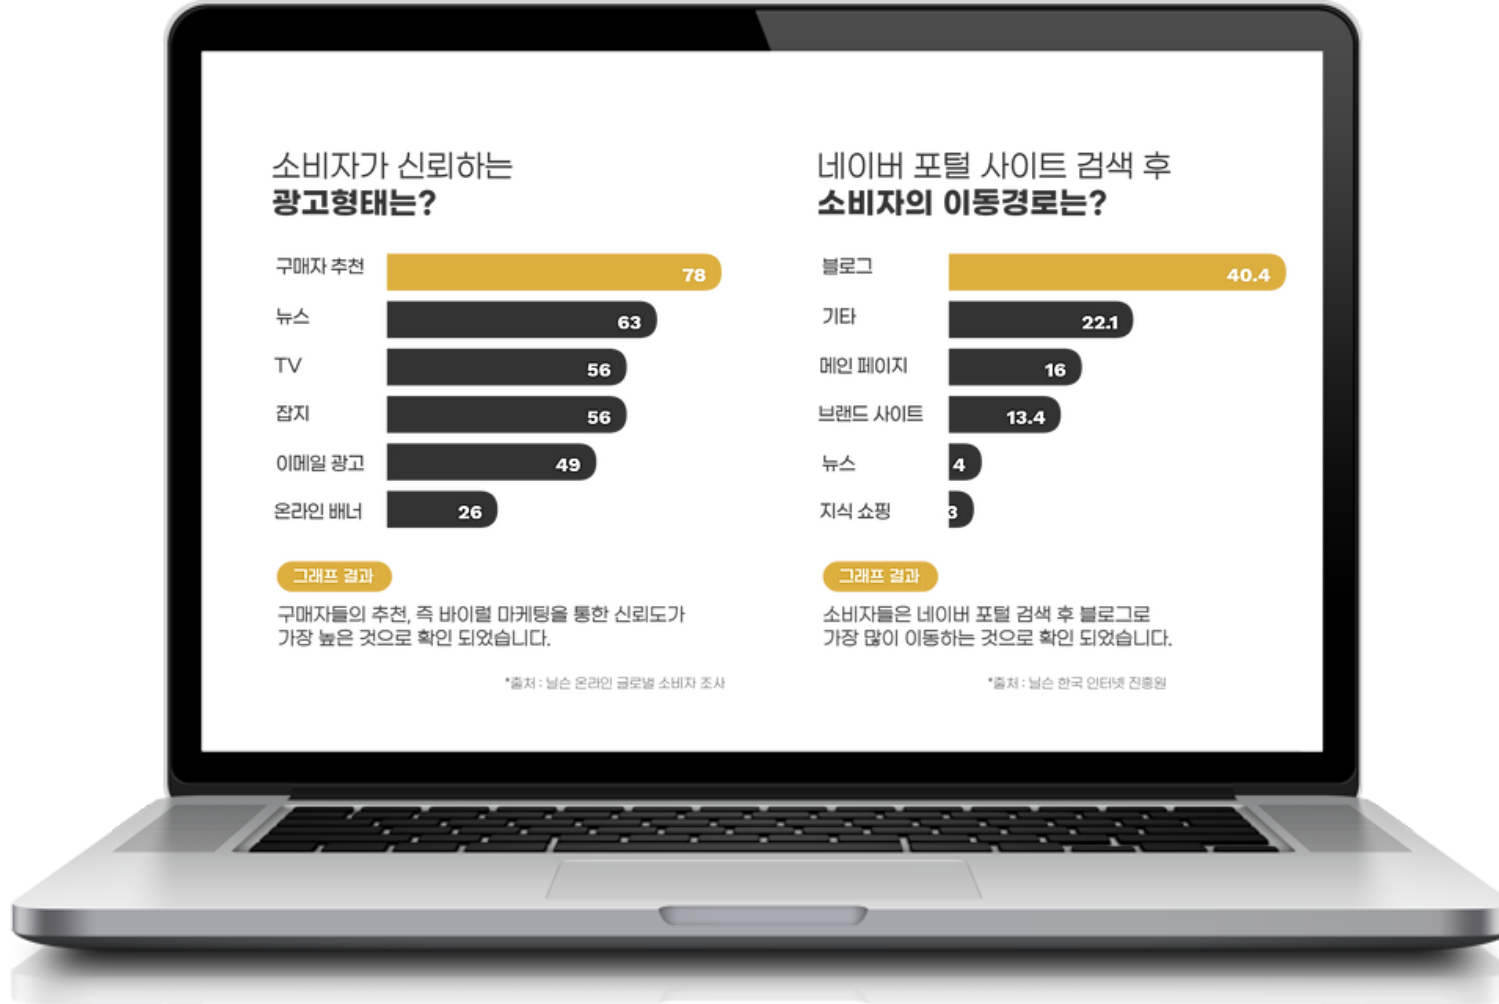 소비자가 신뢰하는
광고형태는?
구매자 추천 78
뉴스 63
TV 56
잡지 56
이메일 광고 49
온라인 배너 26
그래프 결과
구매자들의 추천, 즉 바이럴 마케팅을 통한 신뢰도가
가장 높은 것으로 확인 되었습니다.
*출처 : 닐슨 온라인 글로벌 소비자 조사
네이버 포털 사이트 검색 후
소비자의 이동경로는?
블로그 40.4
기타 22.1
메인 페이지 16
브랜드 사이트 13.4
뉴스 4
지식 쇼핑 3
그래프 결과
소비자들은 네이버 포털 검색 후 블로그로
가장 많이 이동하는 것으로 확인 되었습니다.
*출처 : 닐슨 한국 인터넷 진흥원